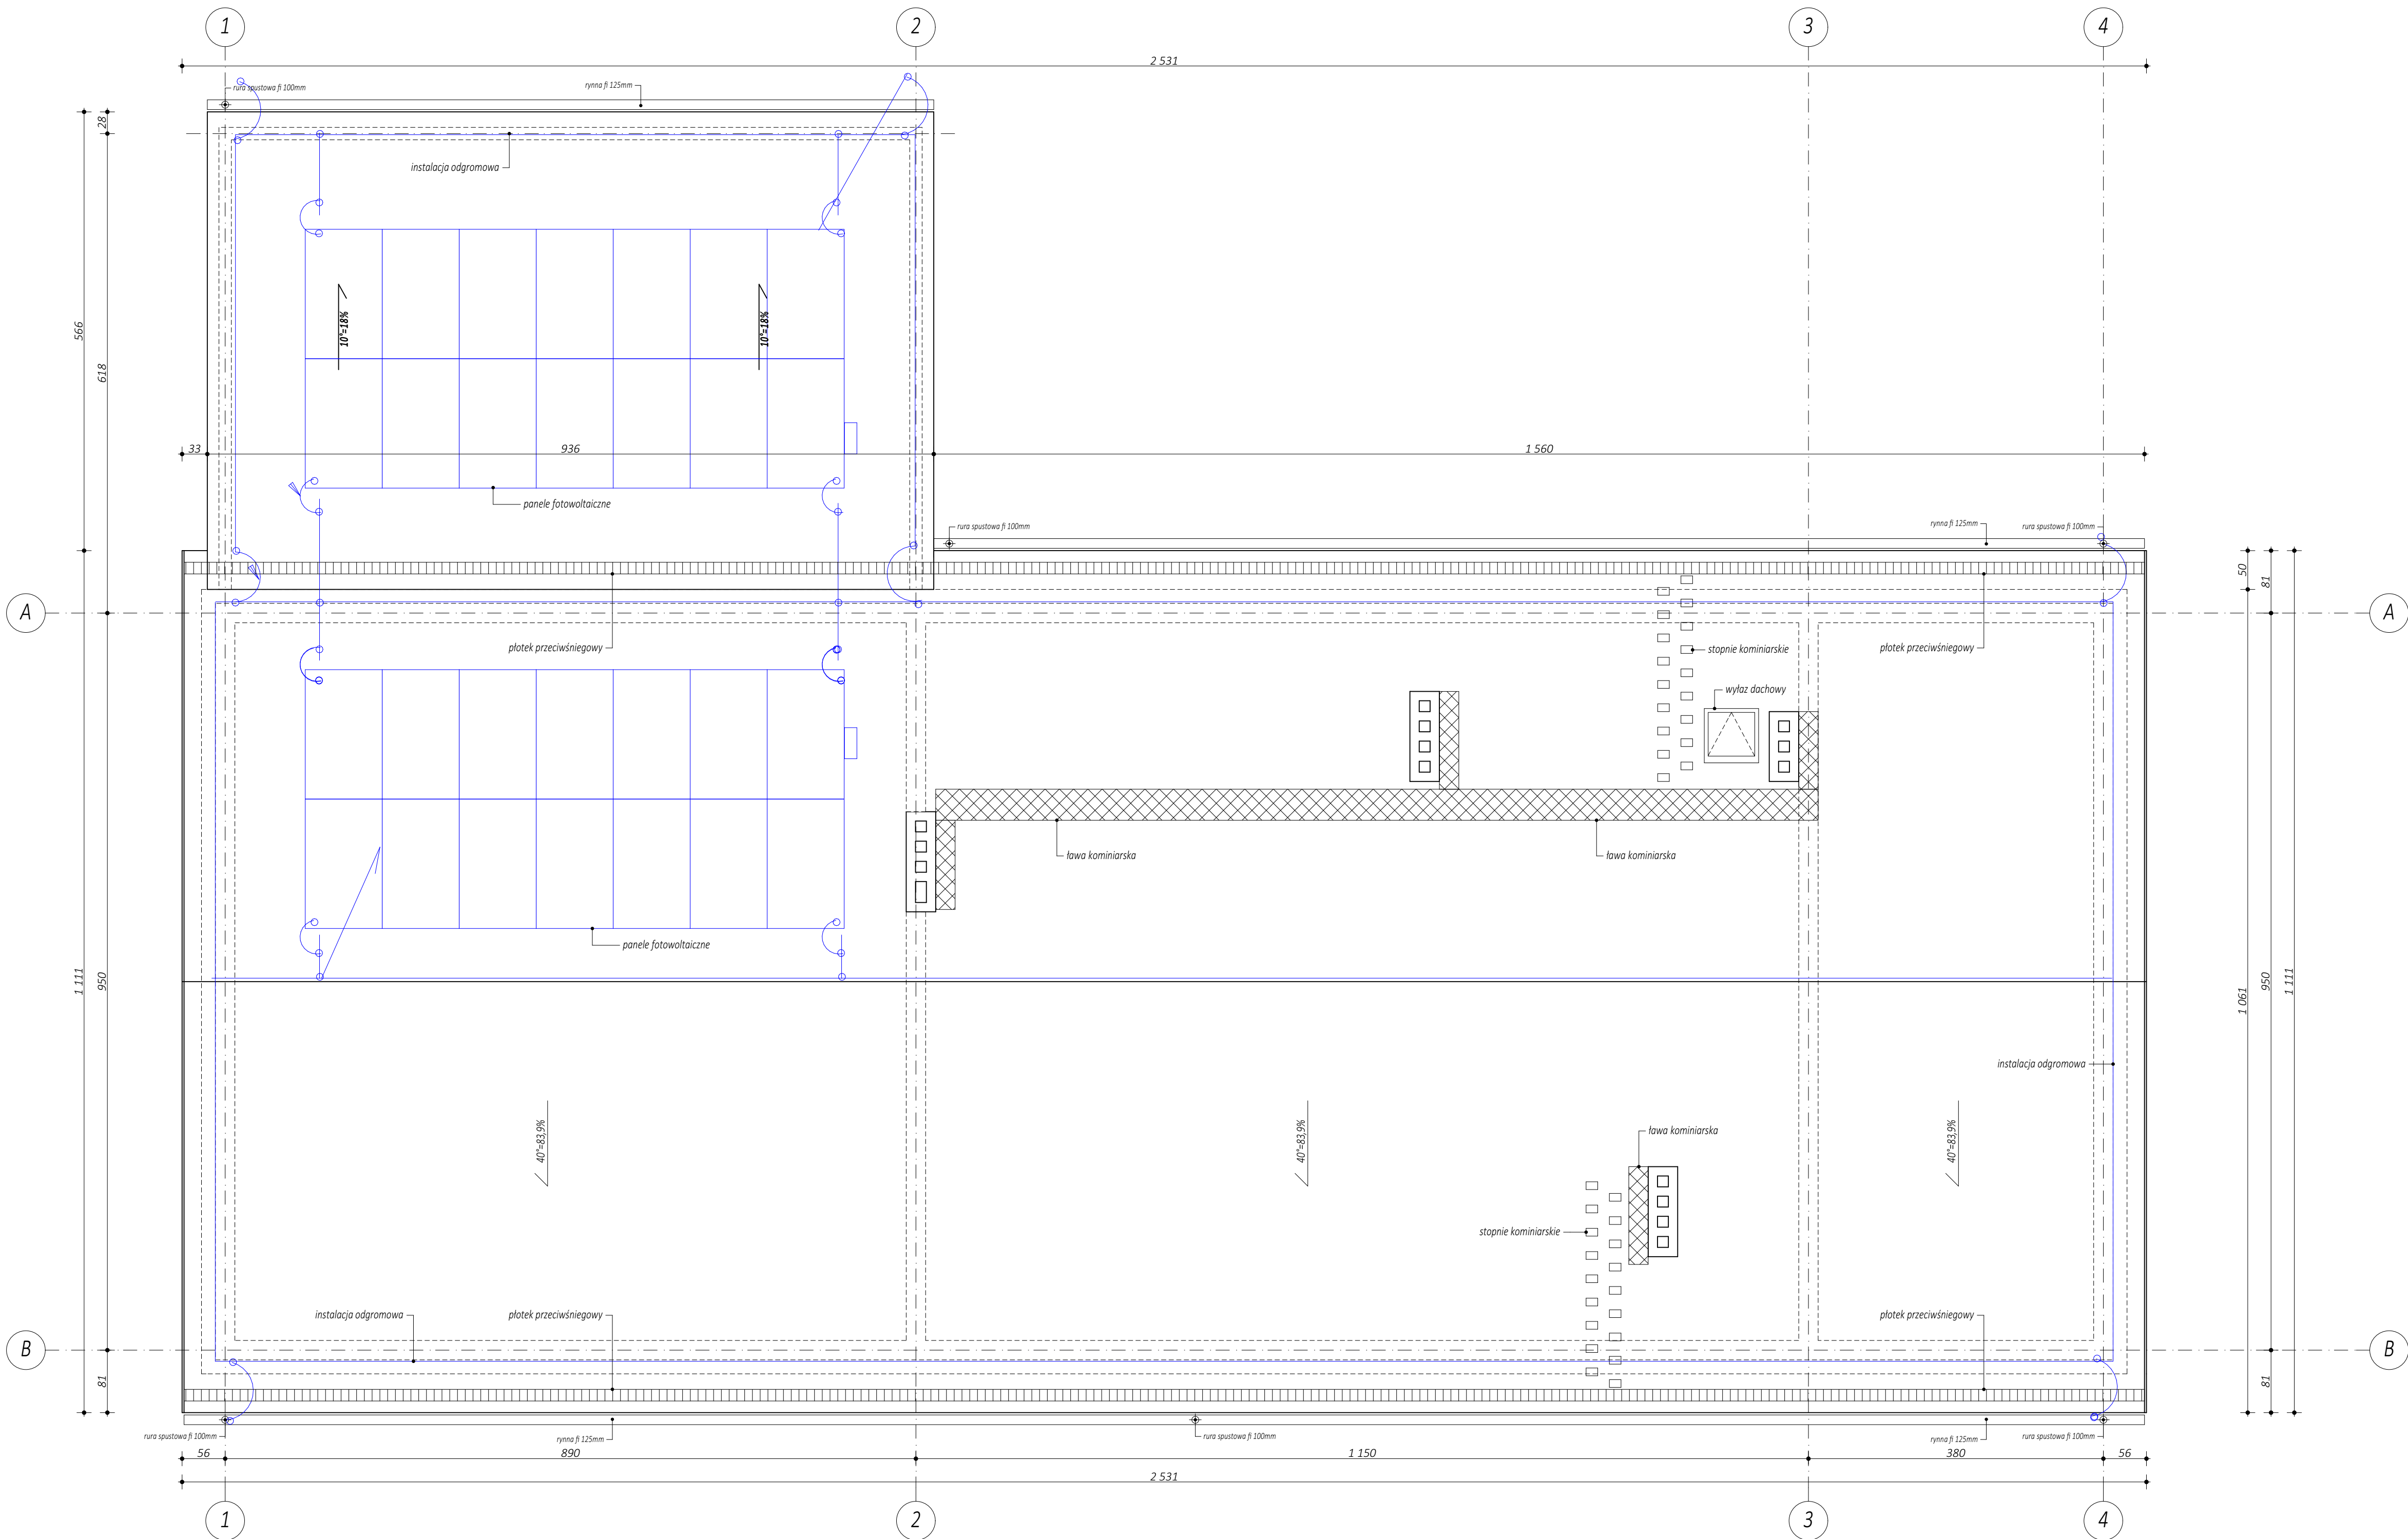 1
2
3
4
2 531
rura spustowa fi 100mm
rynna fi 125mm
28
instalacja odgromowa
10°=18%
10°=18%
566
618
33
936
1 560
panele fotowoltaiczne
rura spustowa fi 100mm
rynna fi 125mm
rura spustowa fi 100mm
50
81
A
A
płotek przeciwśniegowy
stopnie kominiarskie
płotek przeciwśniegowy
wyłaz dachowy
ława kominiarska
ława kominiarska
panele fotowoltaiczne
1 111
950
1 061
950
1 111
instalacja odgromowa
40°=83,9%
40°=83,9%
40°=83,9%
ława kominiarska
stopnie kominiarskie
instalacja odgromowa
płotek przeciwśniegowy
płotek przeciwśniegowy
B
B
81
81
rura spustowa fi 100mm
rynna fi 125mm
rura spustowa fi 100mm
rynna fi 125mm
rura spustowa fi 100mm
56
890
1 150
380
56
2 531
1
2
3
4